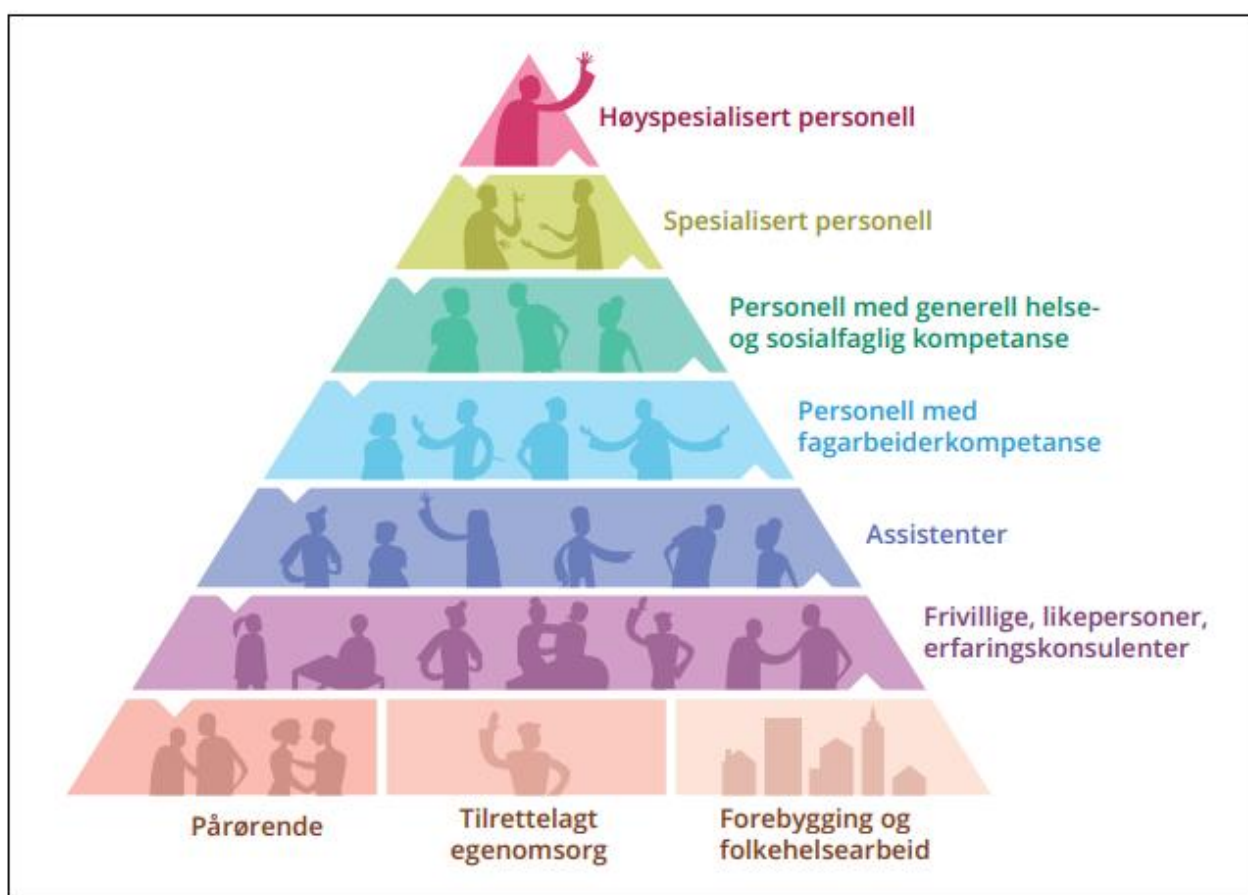 Høyspesialisert personell
Spesialisert personell
Personell med generell helse-
og sosialfaglig kompetanse
Personell med
fagarbeiderkompetanse
Assistenter
Frivillige, likepersoner,
erfaringskonsulenter
Pårørende
Tilrettelagt
egenomsorg
Forebygging og
folkehelsearbeid